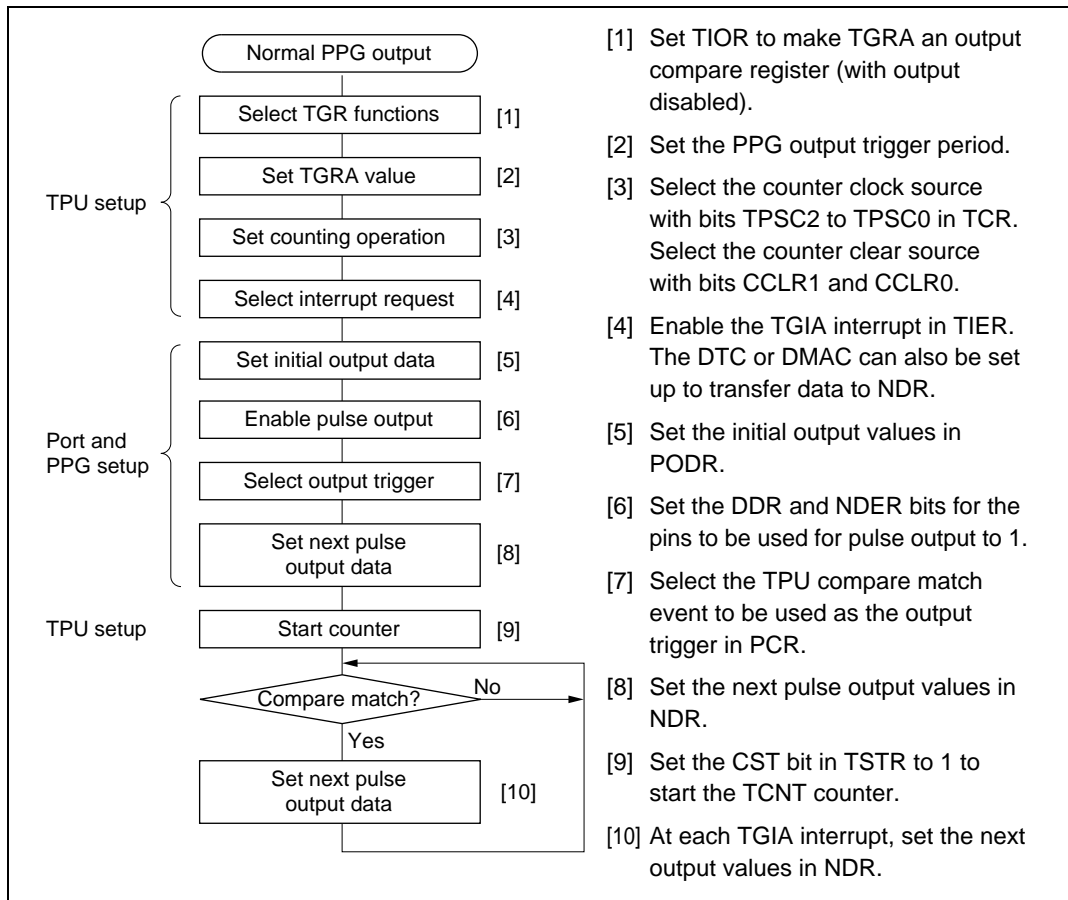 Normal PPG output
Select TGR functions [1]
Set TGRA value [2]
TPU setup
Set counting operation [3]
Select interrupt request [4]
Set initial output data [5]
Enable pulse output [6]
Port and
PPG setup
Select output trigger [7]
Set next pulse
output data
[8]
TPU setup
Start counter [9]
Compare match?
No
Yes
Set next pulse
output data
[10]
[1] Set TIOR to make TGRA an output
compare register (with output
disabled).
[2] Set the PPG output trigger period.
[3] Select the counter clock source
with bits TPSC2 to TPSC0 in TCR.
Select the counter clear source
with bits CCLR1 and CCLR0.
[4] Enable the TGIA interrupt in TIER.
The DTC or DMAC can also be set
up to transfer data to NDR.
[5] Set the initial output values in
PODR.
[6] Set the DDR and NDER bits for the
pins to be used for pulse output to 1.
[7] Select the TPU compare match
event to be used as the output
trigger in PCR.
[8] Set the next pulse output values in
NDR.
[9] Set the CST bit in TSTR to 1 to
start the TCNT counter.
[10] At each TGIA interrupt, set the next
output values in NDR.